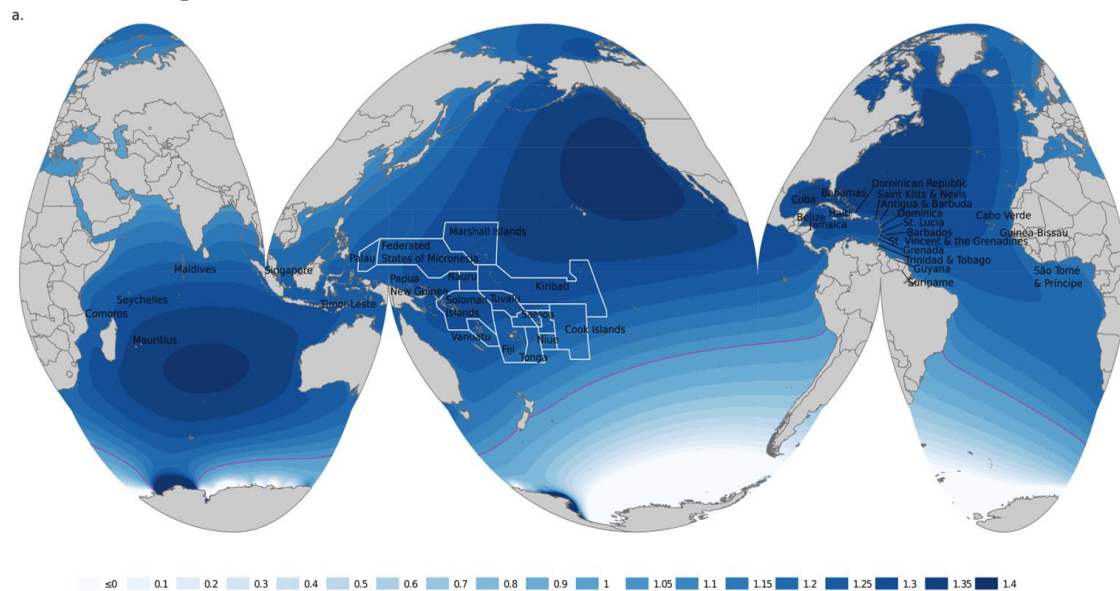 a.
Maldives
Singapore
Seychelles
Comoros
Mauritius
Timor-Leste
Marshall Islands
Federated
States of Micronesia
Palau
Papua
New Guinea
Nauru
Kiribati
Soloman
Islands
Tuvalu
Samoa
Cook Islands
Vanuatu
Fiji
Niue
Tonga
Dominican Republic
Bahamas
Saint Kitts & Nevis
Cuba
Antigua & Barbuda
Haiti
Dominica
Belize
Jamaica
St. Lucia
Barbados
St. Vincent & the Grenadines
Grenada
Trinidad & Tobago
Guyana
Suriname
Cabo Verde
Guinea-Bissau
São Tomé
& Príncipe
≤0 0.1 0.2 0.3 0.4 0.5 0.6 0.7 0.8 0.9 1 1.05 1.1 1.15 1.2 1.25 1.3 1.35 1.4